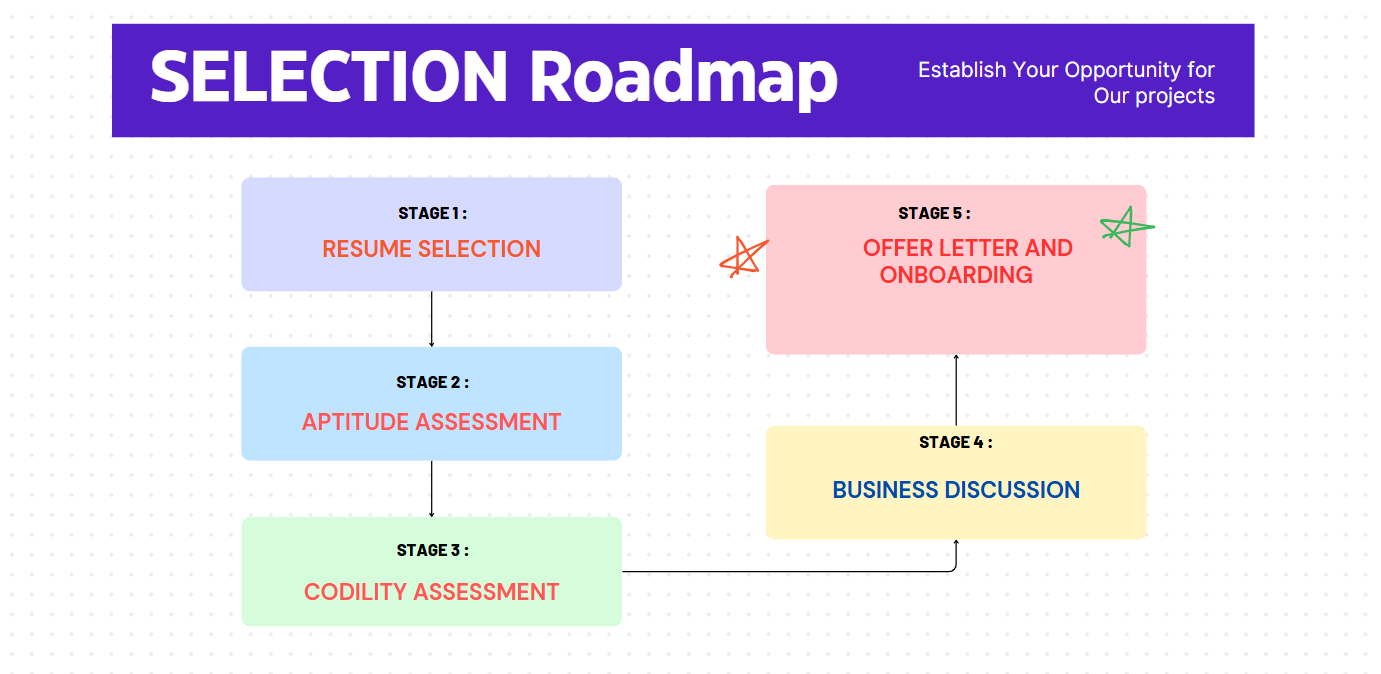 SELECTION Roadmap
Establish Your Opportunity for
Our projects
STAGE 1 :
RESUME SELECTION
STAGE 2 :
APTITUDE ASSESSMENT
STAGE 3 :
CODILITY ASSESSMENT
STAGE 4 :
BUSINESS DISCUSSION
STAGE 5 :
OFFER LETTER AND
ONBOARDING